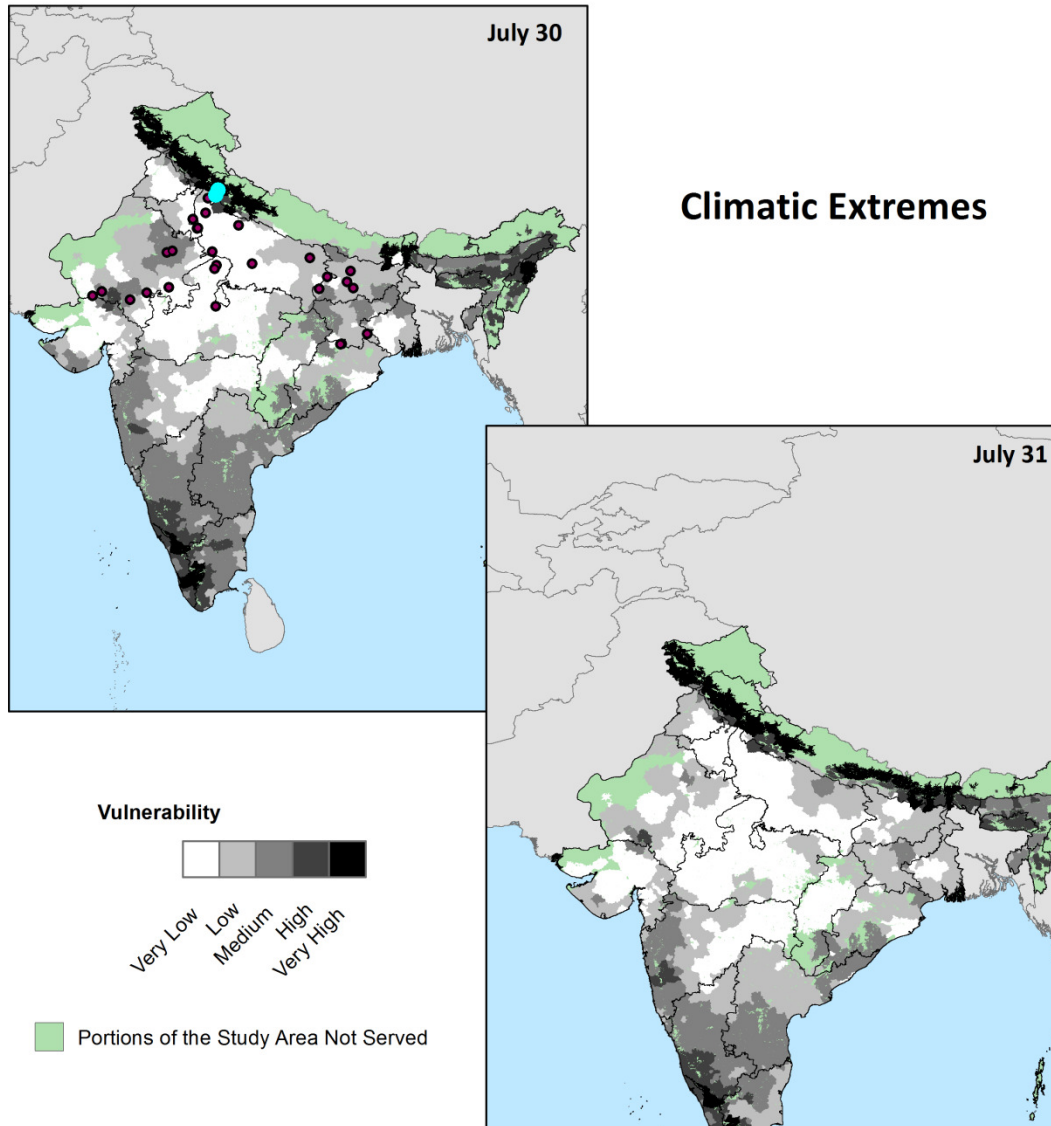 July 30
Climatic Extremes
July 31
Vulnerability
Very Low
Low
Medium
High
Very High
Portions of the Study Area Not Served